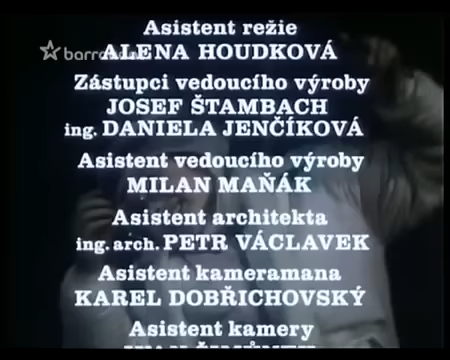 Asistent režie
ALENA HOUDKOVÁ
Zástupci vedoucího výroby
JOSEF ŠTAMBACH
ing. DANIELA JENČÍKOVÁ
Asistent vedoucího výroby
MILAN MAŇÁK
Asistent architekta
ing. arch. PETR VÁCLAVEK
Asistent kameramana
KAREL DOBŘICHOVSKÝ
Asistent kamery